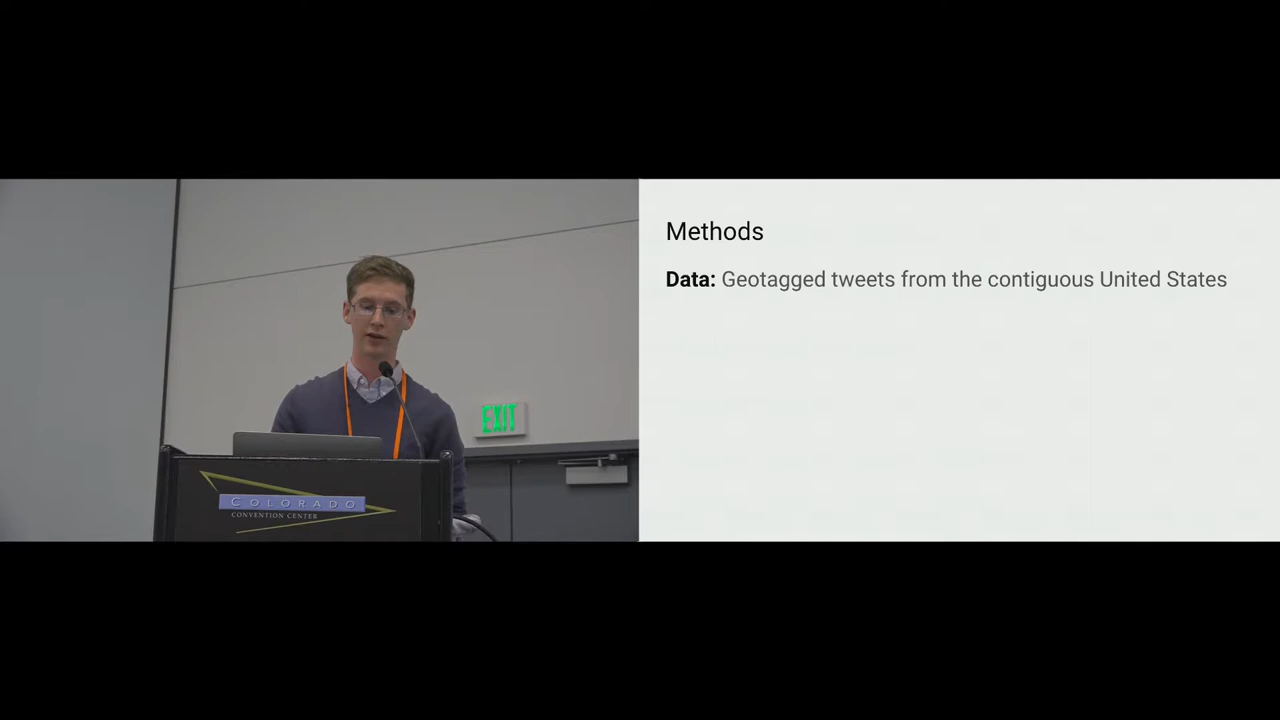 EXIT
COLORADO
CONVENTION CENTER
Methods
Data: Geotagged tweets from the contiguous United States